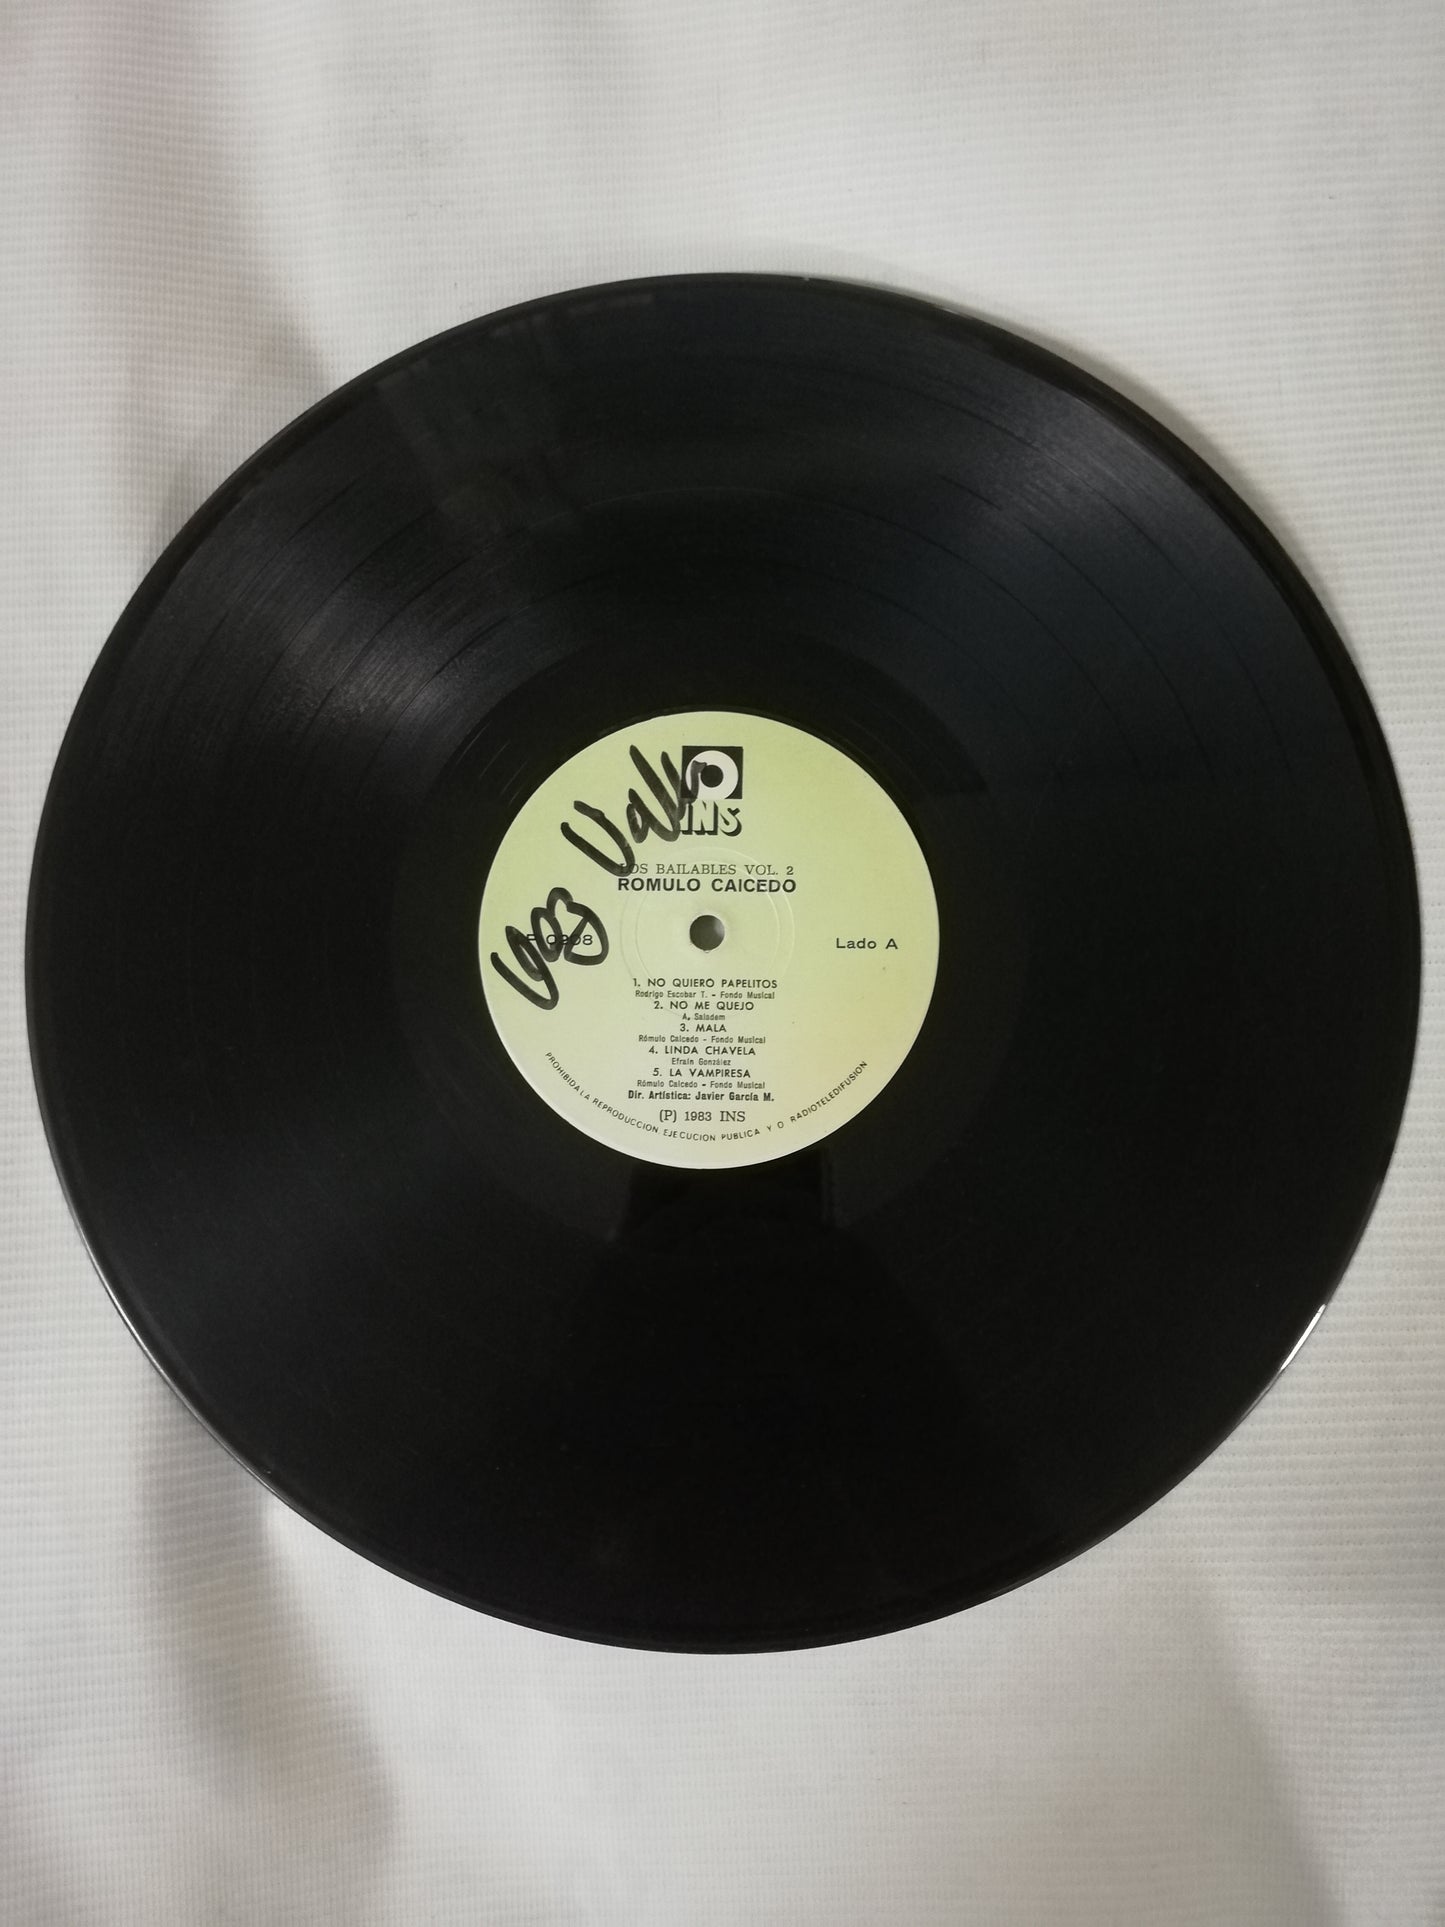 INS
LOS BAILABLES VOL. 2
ROMULO CAICEDO
0908
Lado A
1. NO QUIERO PAPELITOS
Rodrigo Escobar T. - Fondo Musical
2. NO ME QUEJO
A. Saladem
3. MALA
Rómulo Caicedo - Fondo Musical
4. LINDA CHAVELA
Efraín González
5. LA VAMPIRESA
Rómulo Caicedo - Fondo Musical
Dir. Artística: Javier García M.
(P) 1983 INS
PROHIBIDA LA REPRODUCCION, EJECUCION PUBLICA Y O RADIOTELEDIFUSION